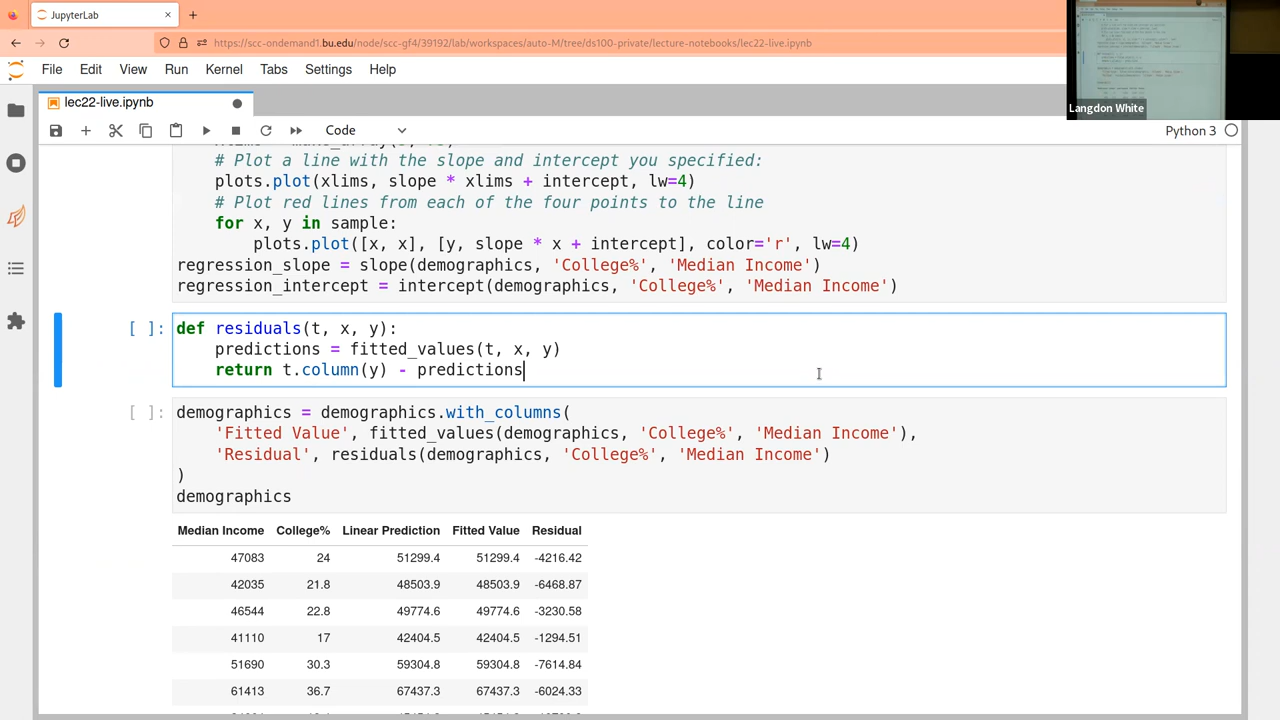 JupyterLab
https://scc-ondemand1.bu.edu/node/scc-gf4/39192/lab/workspaces/auto-M/tree/ds100-private/lecture-notebooks/lec22-live.ipynb
File Edit View Run Kernel Tabs Settings Help
Langdon White
lec22-live.ipynb
Code
Python 3
# Plot a line with the slope and intercept you specified:
plots.plot(xlims, slope * xlims + intercept, lw=4)
# Plot red lines from each of the four points to the line
for x, y in sample:
plots.plot([x, x], [y, slope * x + intercept], color='r', lw=4)
regression_slope = slope(demographics, 'College%', 'Median Income')
regression_intercept = intercept(demographics, 'College%', 'Median Income')
[ ]: def residuals(t, x, y):
predictions = fitted_values(t, x, y)
return t.column(y) - predictions
[ ]: demographics = demographics.with_columns(
'Fitted Value', fitted_values(demographics, 'College%', 'Median Income'),
'Residual', residuals(demographics, 'College%', 'Median Income')
)
demographics
Median Income College% Linear Prediction Fitted Value Residual
47083 24 51299.4 51299.4 -4216.42
42035 21.8 48503.9 48503.9 -6468.87
46544 22.8 49774.6 49774.6 -3230.58
41110 17 42404.5 42404.5 -1294.51
51690 30.3 59304.8 59304.8 -7614.84
61413 36.7 67437.3 67437.3 -6024.33